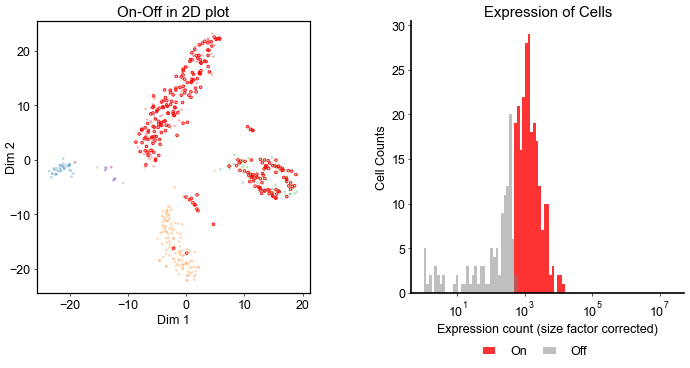 On-Off in 2D plot
Dim 2
20
10
0
−10
−20
−20 −10 0 10 20
Dim 1
Expression of Cells
Cell Counts
30
25
20
15
10
5
0
10^1 10^3 10^5 10^7
Expression count (size factor corrected)
On Off